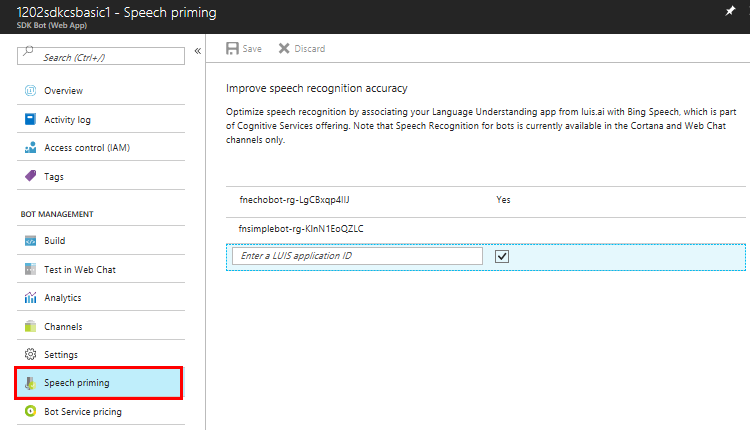 1202sdkcsbasic1 - Speech priming
SDK Bot (Web App)
Search (Ctrl+/)
Overview
Activity log
Access control (IAM)
Tags
BOT MANAGEMENT
Build
Test in Web Chat
Analytics
Channels
Settings
Speech priming
Bot Service pricing
Save
Discard
Improve speech recognition accuracy
Optimize speech recognition by associating your Language Understanding app from luis.ai with Bing Speech, which is part
of Cognitive Services offering. Note that Speech Recognition for bots is currently available in the Cortana and Web Chat
channels only.
fnechobot-rg-LgCBxqp4IIJ Yes
fnsimplebot-rg-KInN1EoQZLC
Enter a LUIS application ID